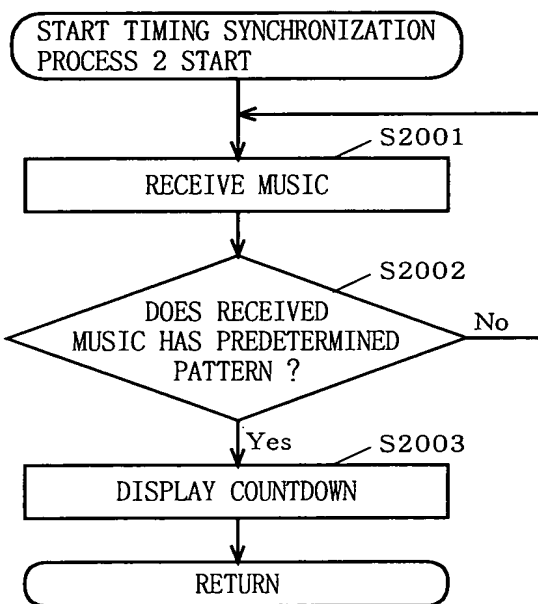 START TIMING SYNCHRONIZATION
PROCESS 2 START
S2001
RECEIVE MUSIC
S2002
DOES RECEIVED
MUSIC HAS PREDETERMINED
PATTERN ?
No
Yes
S2003
DISPLAY COUNTDOWN
RETURN